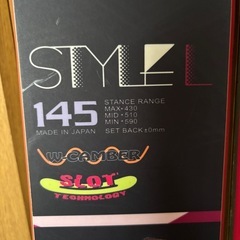 STYLE L
145
STANCE RANGE
MAX•430
MID•510
MIN•590
MADE IN JAPAN
SET BACK ±0mm
W-CAMBER
SLOT
TECHNOLOGY